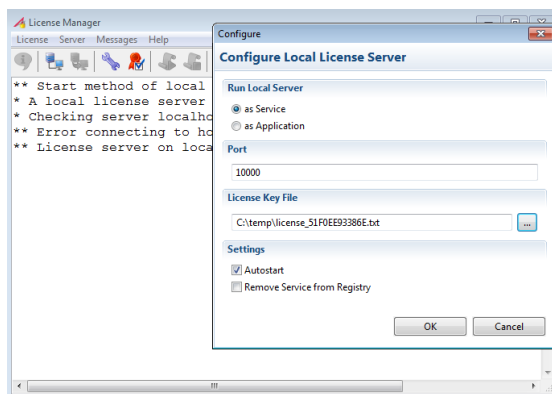 License Manager
License Server Messages Help
** Start method of local
* A local license server
* Checking server localho
** Error connecting to ho
** License server on loca
Configure
Configure Local License Server
Run Local Server
as Service
as Application
Port
10000
License Key File
C:\temp\license_51F0EE93386E.txt
...
Settings
Autostart
Remove Service from Registry
OK Cancel